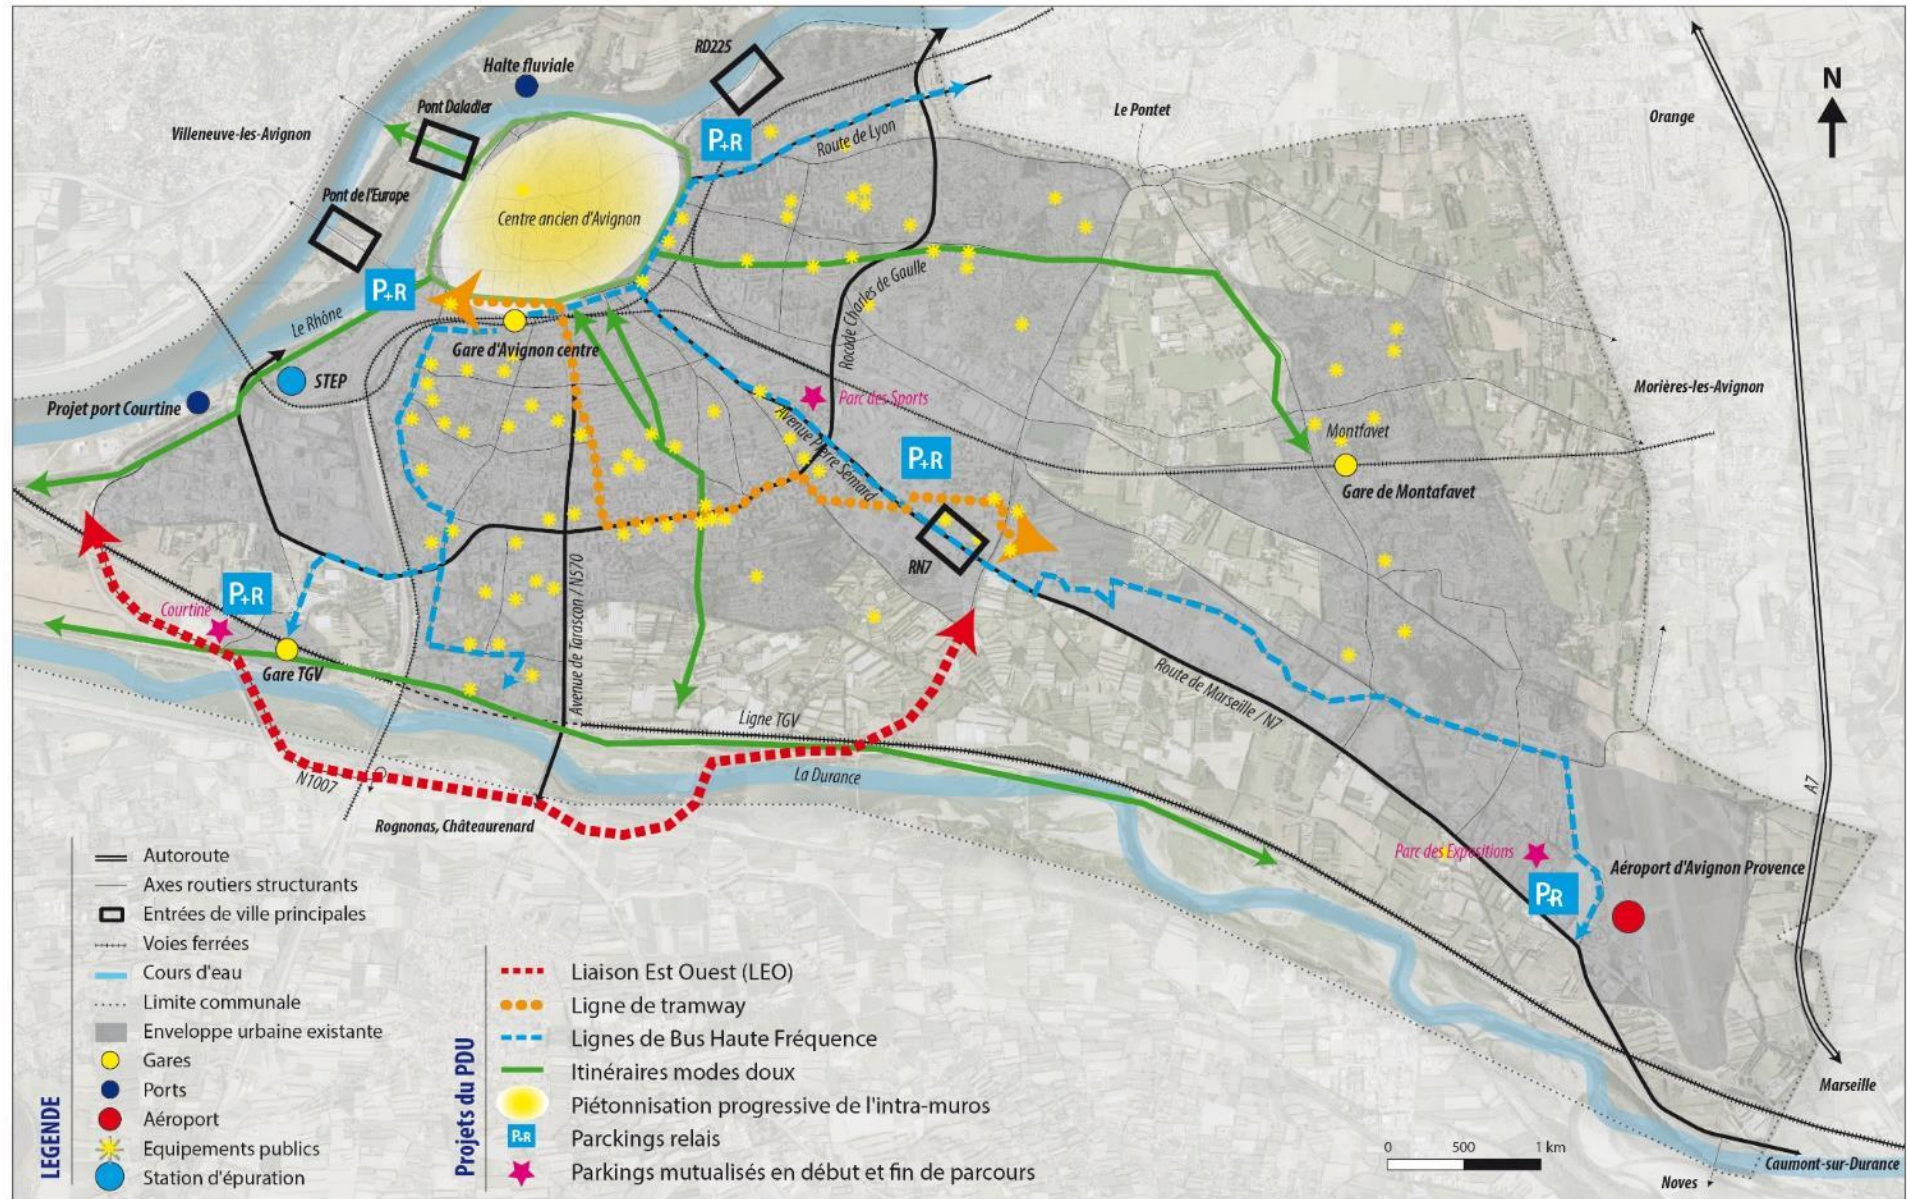 RD225
Halte fluviale
Pont Daladier
Villeneuve-les-Avignon
P+R
Route de Lyon
Le Pontet
Orange
N
Pont de l'Europe
Centre ancien d'Avignon
P+R
Le Rhône
Rocade Charles de Gaulle
Gare d'Avignon centre
STEP
Projet port Courtine
Parc des Sports
Morières-les-Avignon
Avenue Pierre Semard
Montfavet
P+R
Gare de Montafavet
RN7
Avenue de Tarascon / N570
Courtine
P+R
Gare TGV
Ligne TGV
Route de Marseille / N7
N1007
La Durance
A7
Rognonas, Châteaurenard
Parc des Expositions
Aéroport d'Avignon Provence
P+R
Marseille
Caumont-sur-Durance
Noves
0 500 1 km
LEGENDE
Autoroute
Axes routiers structurants
Entrées de ville principales
Voies ferrées
Cours d'eau
Limite communale
Enveloppe urbaine existante
Gares
Ports
Aéroport
Equipements publics
Station d'épuration
Projets du PDU
Liaison Est Ouest (LEO)
Ligne de tramway
Lignes de Bus Haute Fréquence
Itinéraires modes doux
Piétonnisation progressive de l'intra-muros
P+R
Parckings relais
Parkings mutualisés en début et fin de parcours